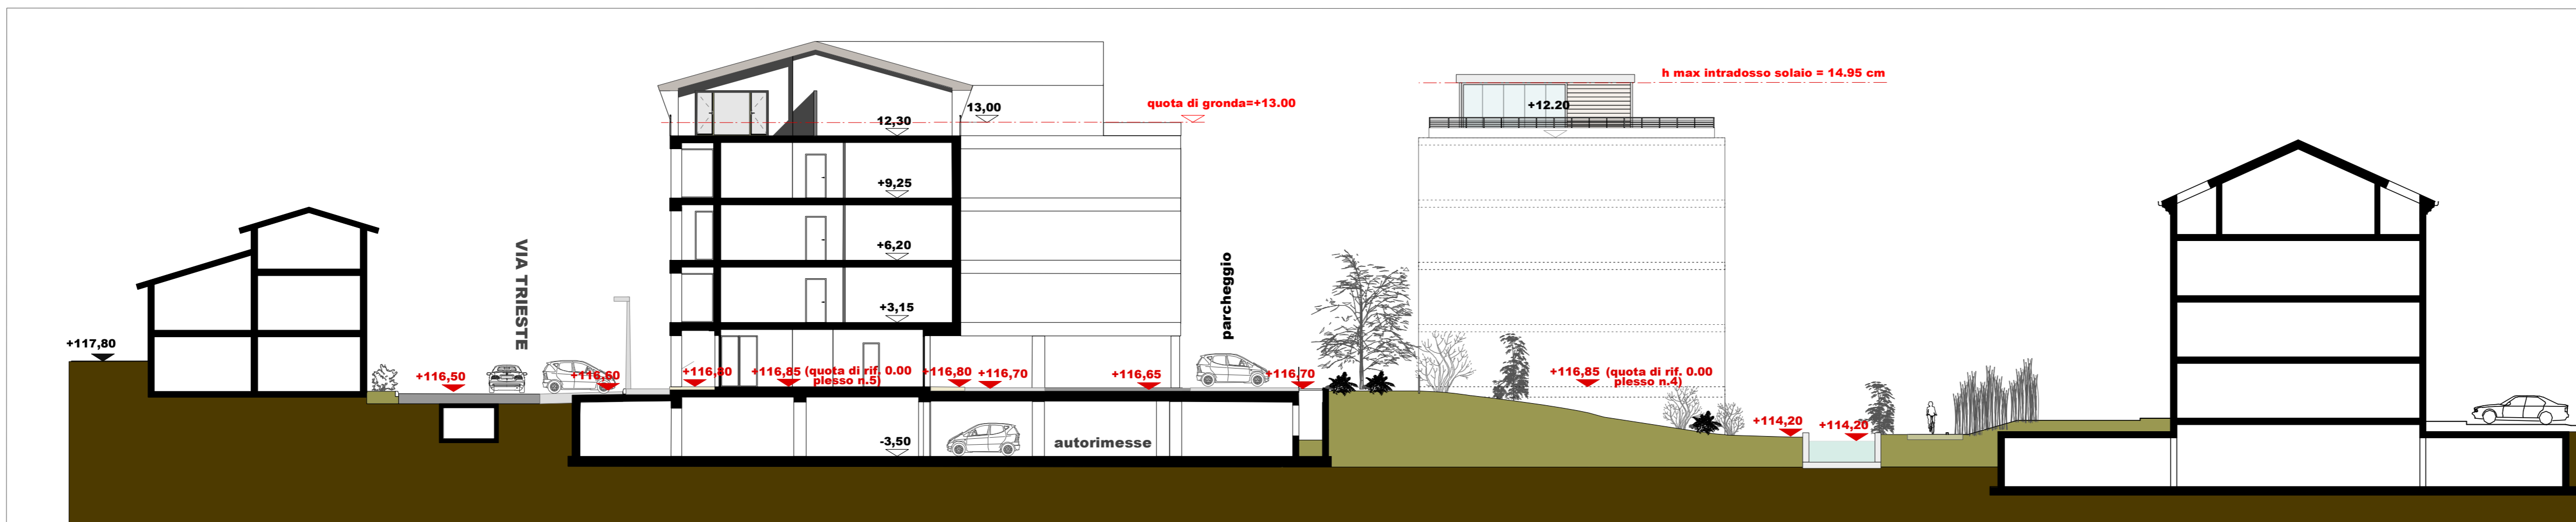 h max intradosso solaio = 14.95 cm
quota di gronda=+13.00
13,00
+12.20
12,30
+9,25
+6,20
+3,15
VIA TRIESTE
parcheggio
+117,80
+116,50
+116,60
+116,80
+116,85 (quota di rif. 0.00
plesso n.5)
+116,80
+116,70
+116,65
+116,70
+116,85 (quota di rif. 0.00
plesso n.4)
+114,20
+114,20
-3,50
autorimesse